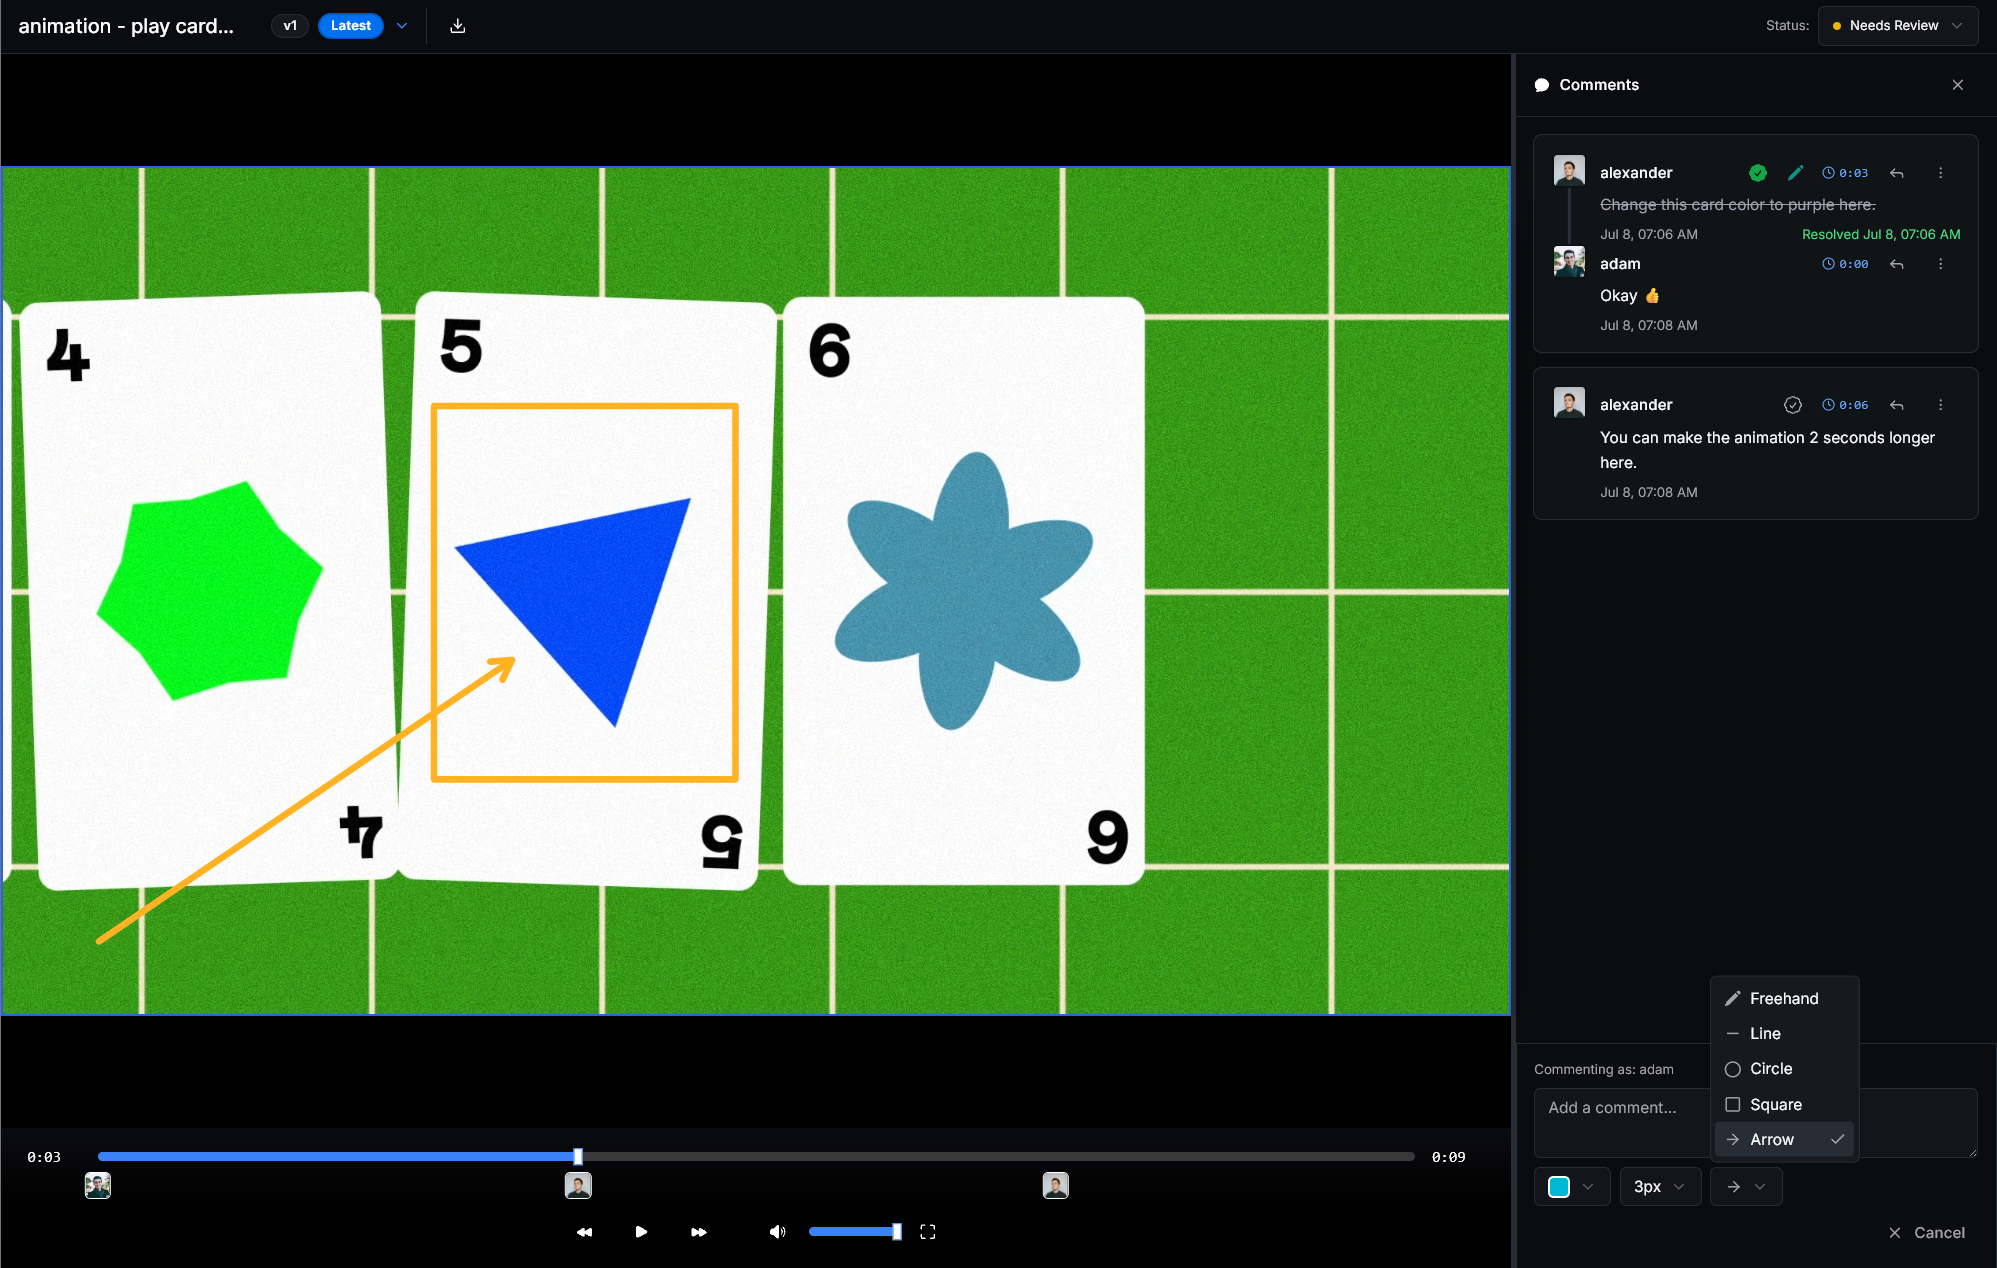 animation - play card...
v1
Latest
Status:
Needs Review
Comments
alexander
0:03
Change this card color to purple here.
Jul 8, 07:06 AM
Resolved Jul 8, 07:06 AM
adam
0:00
Okay 👍
Jul 8, 07:08 AM
alexander
0:06
You can make the animation 2 seconds longer
here.
Jul 8, 07:08 AM
4
5
6
4
5
6
Freehand
Line
Circle
Square
Arrow
Commenting as: adam
Add a comment...
3px
Cancel
0:03
0:09